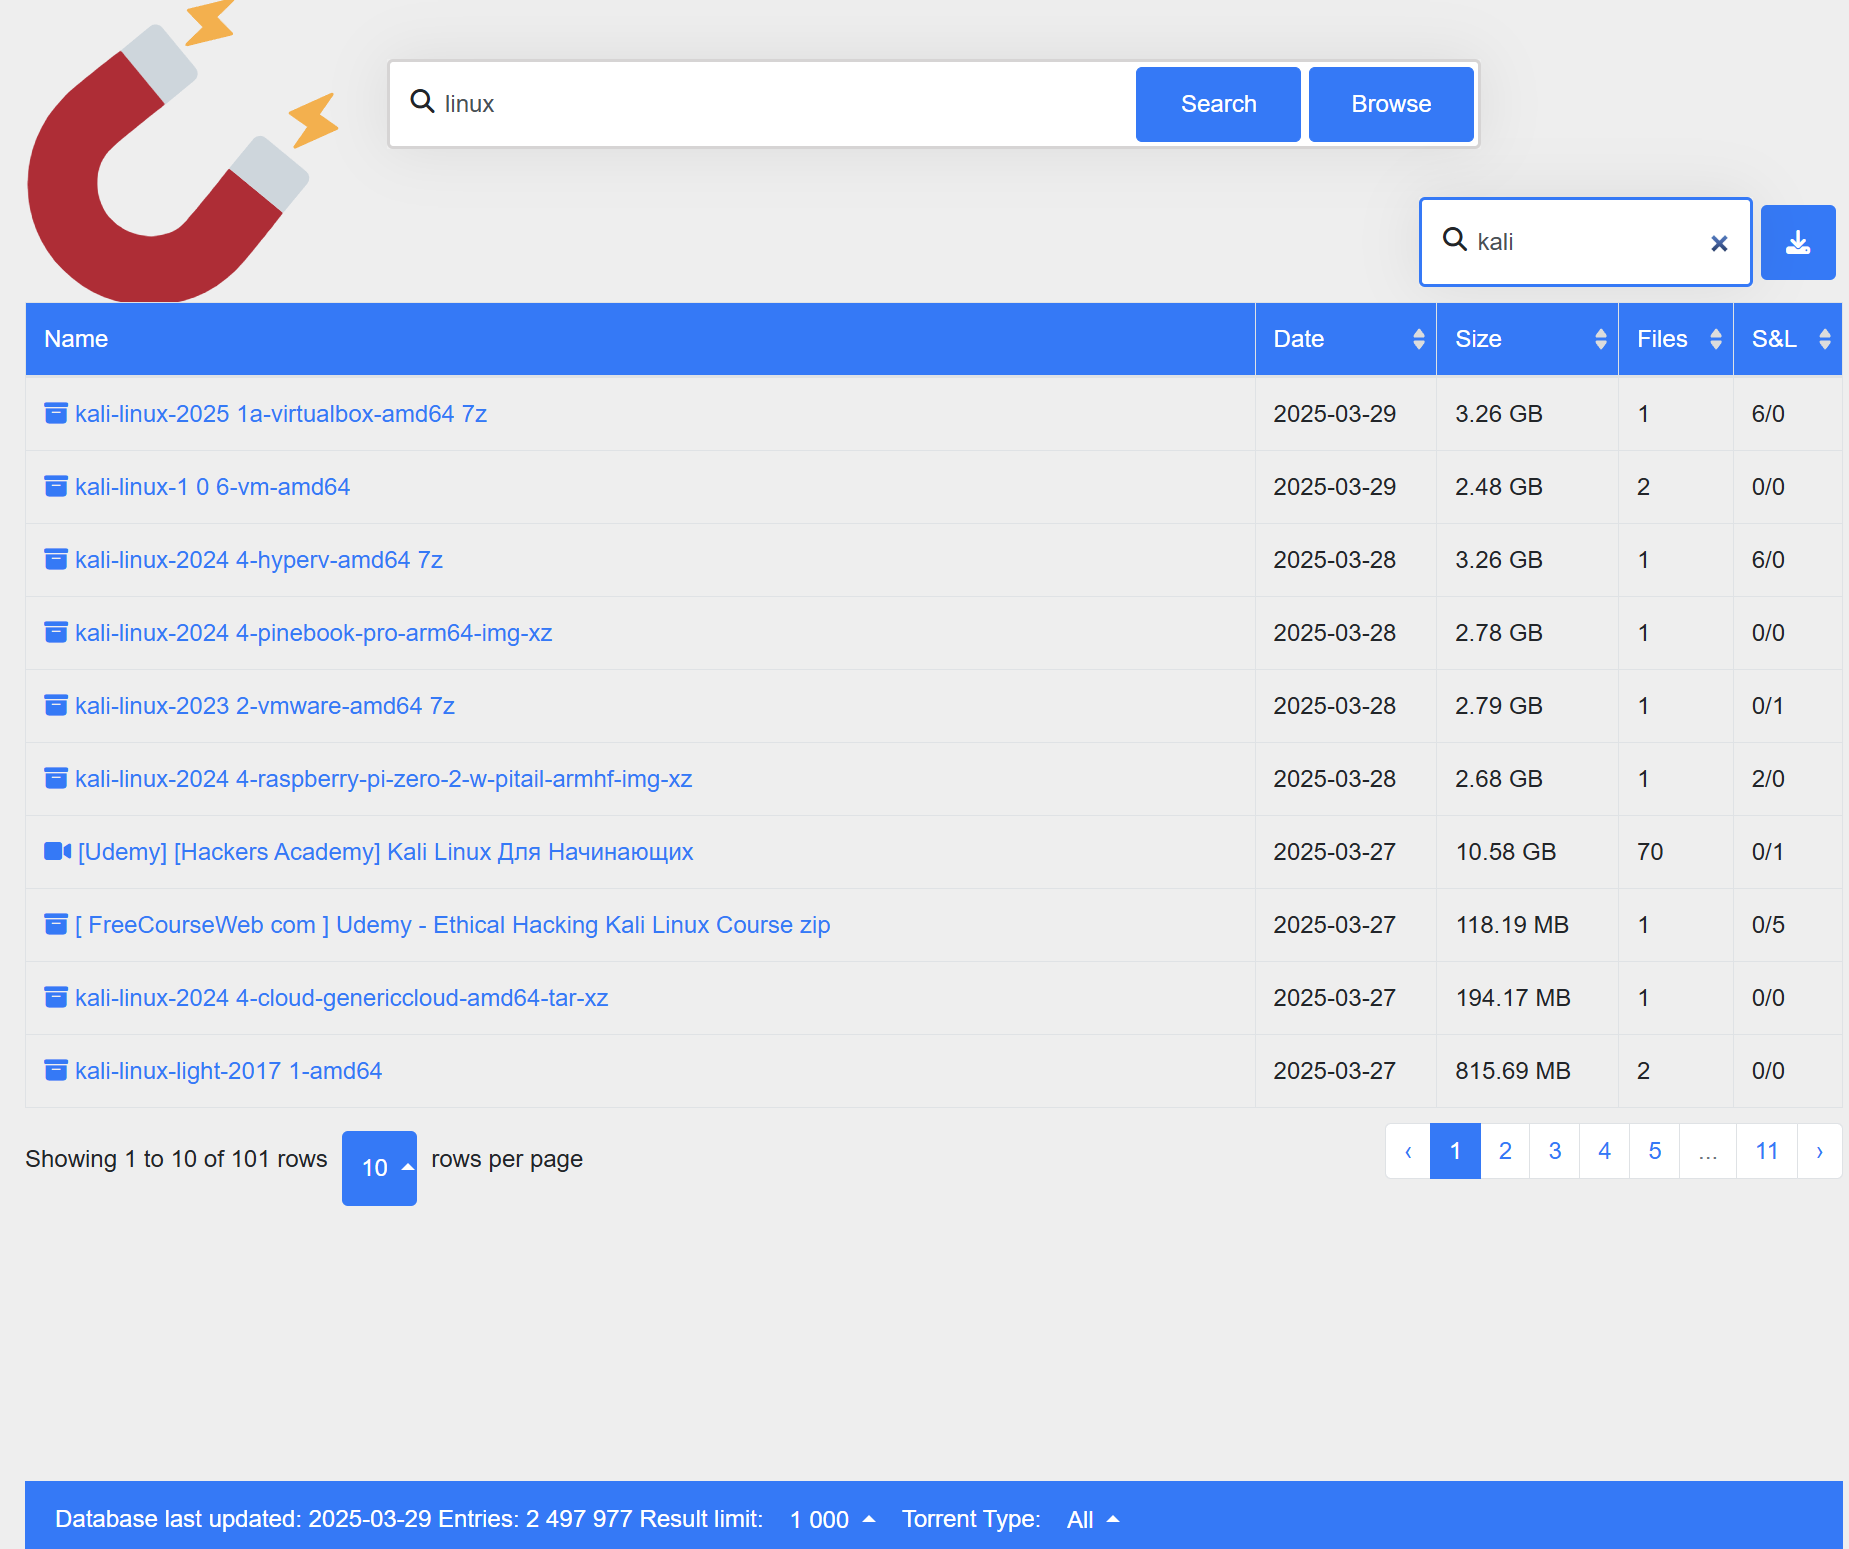 linux Search Browse
kali
Name Date Size Files S&L
kali-linux-2025 1a-virtualbox-amd64 7z 2025-03-29 3.26 GB 1 6/0
kali-linux-1 0 6-vm-amd64 2025-03-29 2.48 GB 2 0/0
kali-linux-2024 4-hyperv-amd64 7z 2025-03-28 3.26 GB 1 6/0
kali-linux-2024 4-pinebook-pro-arm64-img-xz 2025-03-28 2.78 GB 1 0/0
kali-linux-2023 2-vmware-amd64 7z 2025-03-28 2.79 GB 1 0/1
kali-linux-2024 4-raspberry-pi-zero-2-w-pitail-armhf-img-xz 2025-03-28 2.68 GB 1 2/0
[Udemy] [Hackers Academy] Kali Linux Для Начинающих 2025-03-27 10.58 GB 70 0/1
[ FreeCourseWeb com ] Udemy - Ethical Hacking Kali Linux Course zip 2025-03-27 118.19 MB 1 0/5
kali-linux-2024 4-cloud-genericcloud-amd64-tar-xz 2025-03-27 194.17 MB 1 0/0
kali-linux-light-2017 1-amd64 2025-03-27 815.69 MB 2 0/0
Showing 1 to 10 of 101 rows 10 rows per page ‹ 1 2 3 4 5 ... 11 ›
Database last updated: 2025-03-29 Entries: 2 497 977 Result limit: 1 000 Torrent Type: All